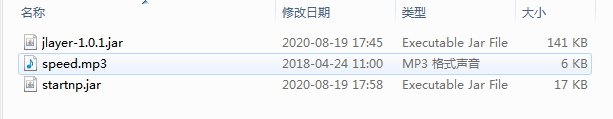 名称 修改日期 类型 大小
jlayer-1.0.1.jar 2020-08-19 17:45 Executable Jar File 141 KB
speed.mp3 2018-04-24 11:00 MP3 格式声音 6 KB
startnp.jar 2020-08-19 17:58 Executable Jar File 17 KB